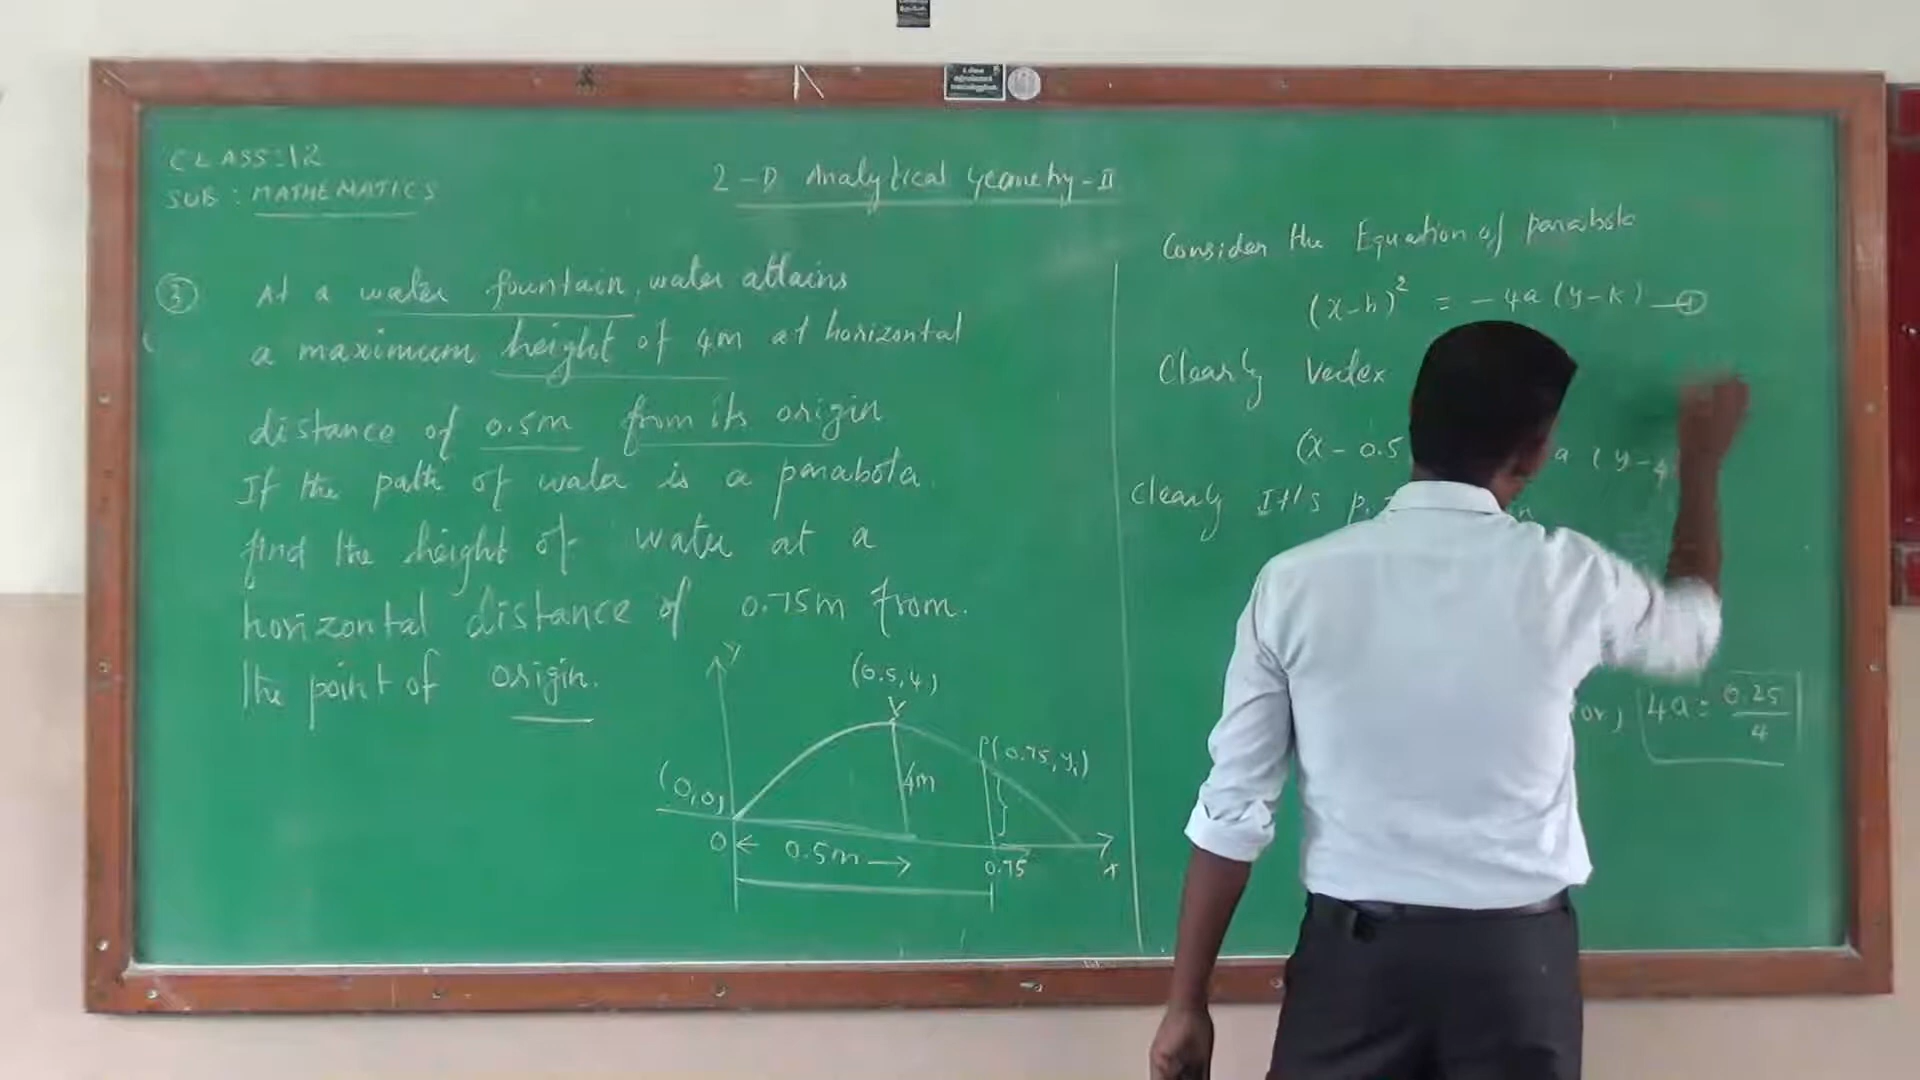 CLASS:12
SUB : MATHEMATICS
2-D Analytical Geometry-II
3 At a water fountain, water attains
a maximum height of 4m at horizontal
distance of 0.5m from its origin
If the path of water is a parabola.
find the height of water at a
horizontal distance of 0.75m from.
the point of origin.
Y
(0.5,4)
V
P(0.75,y₁)
(0,0)
4m
O ← 0.5m → 0.75 X
Consider the Equation of parabola
(x-h)² = -4a (y-k) — 1
Clearly Vertex
(x - 0.5 a (y-4
Clearly It's
or, 4a = 0.25/4